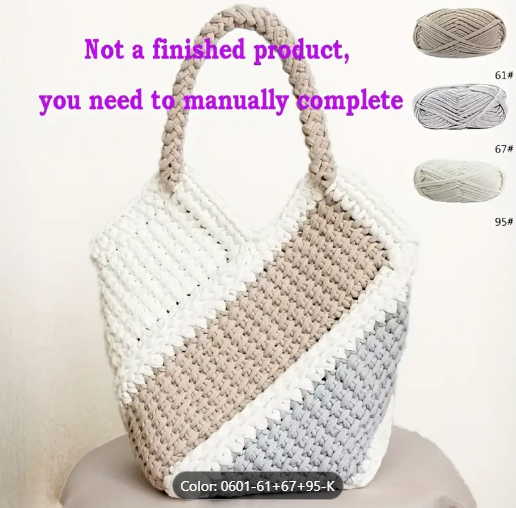 Not a finished product,
you need to manually complete
61#
67#
95#
Color: 0601-61+67+95-K